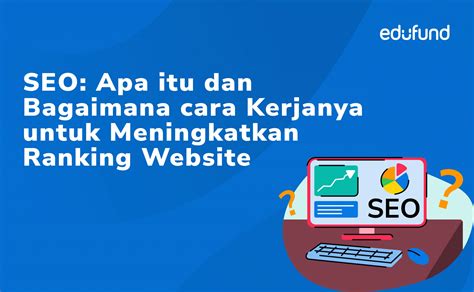 edufund
SEO: Apa itu dan
Bagaimana cara Kerjanya
untuk Meningkatkan
Ranking Website
?
SEO
?